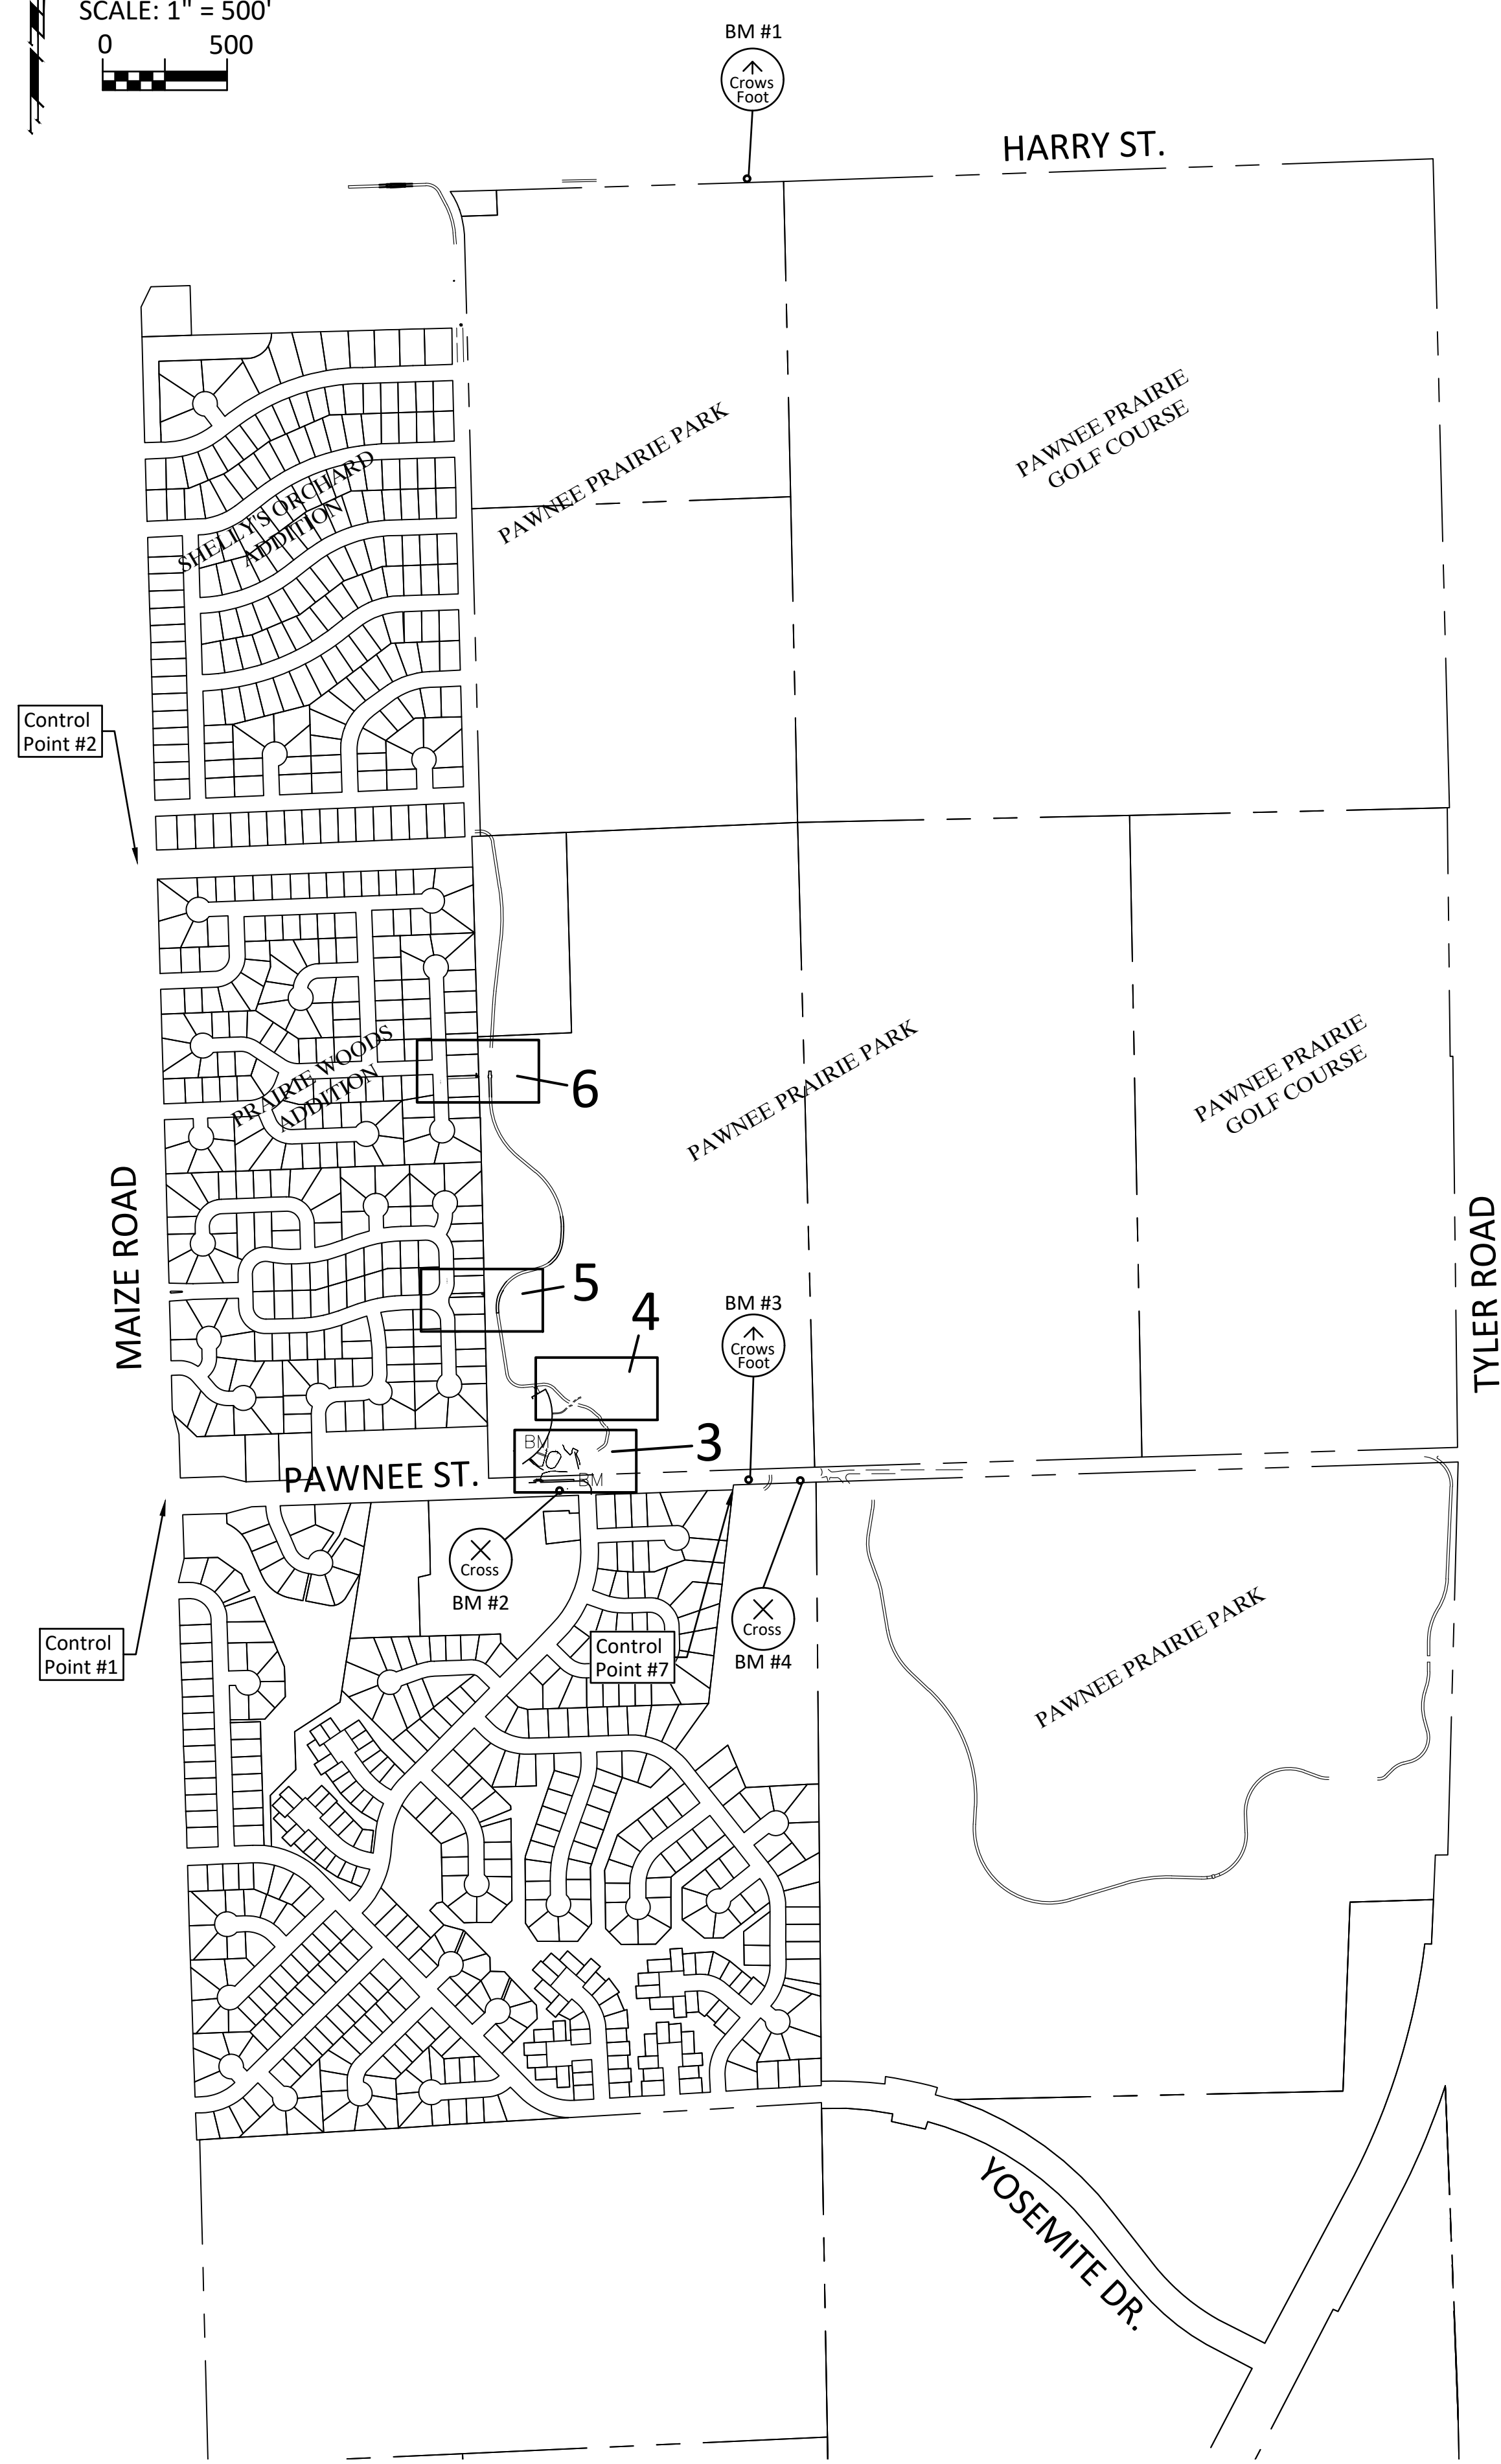 SCALE: 1" = 500'
0 500
BM #1
Crows
Foot
HARRY ST.
PAWNEE PRAIRIE
GOLF COURSE
PAWNEE PRAIRIE PARK
SHELLY'S ORCHARD
ADDITION
Control
Point #2
PRAIRIE WOODS
ADDITION
6
PAWNEE PRAIRIE PARK
PAWNEE PRAIRIE
GOLF COURSE
MAIZE ROAD
TYLER ROAD
5
4
BM #3
Crows
Foot
3
BM
BM
PAWNEE ST.
Cross
BM #2
Cross
BM #4
Control
Point #7
Control
Point #1
PAWNEE PRAIRIE PARK
YOSEMITE DR.